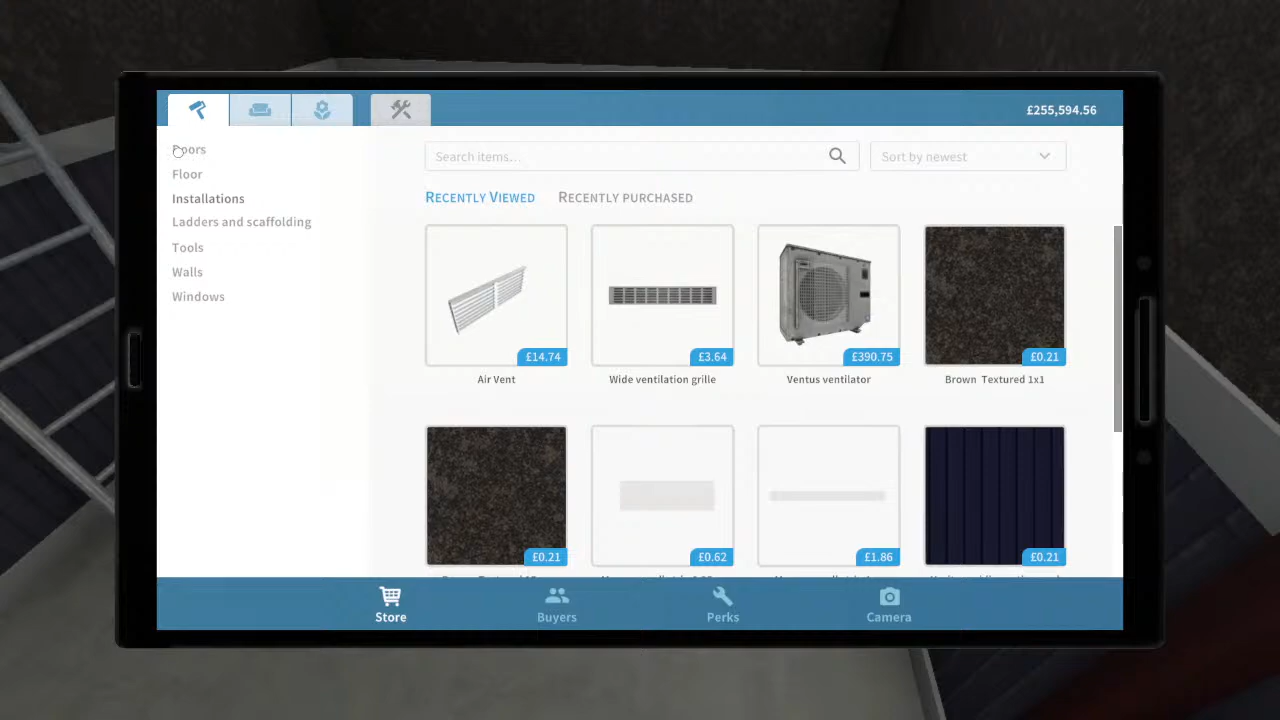 £255,594.56
Doors
Floor
Installations
Ladders and scaffolding
Tools
Walls
Windows
Search items...
Sort by newest
Recently Viewed
Recently Purchased
£14.74
£3.64
£390.75
£0.21
Air Vent
Wide ventilation grille
Ventus ventilator
Brown Textured 1x1
£0.21
£0.62
£1.86
£0.21
Store
Buyers
Perks
Camera